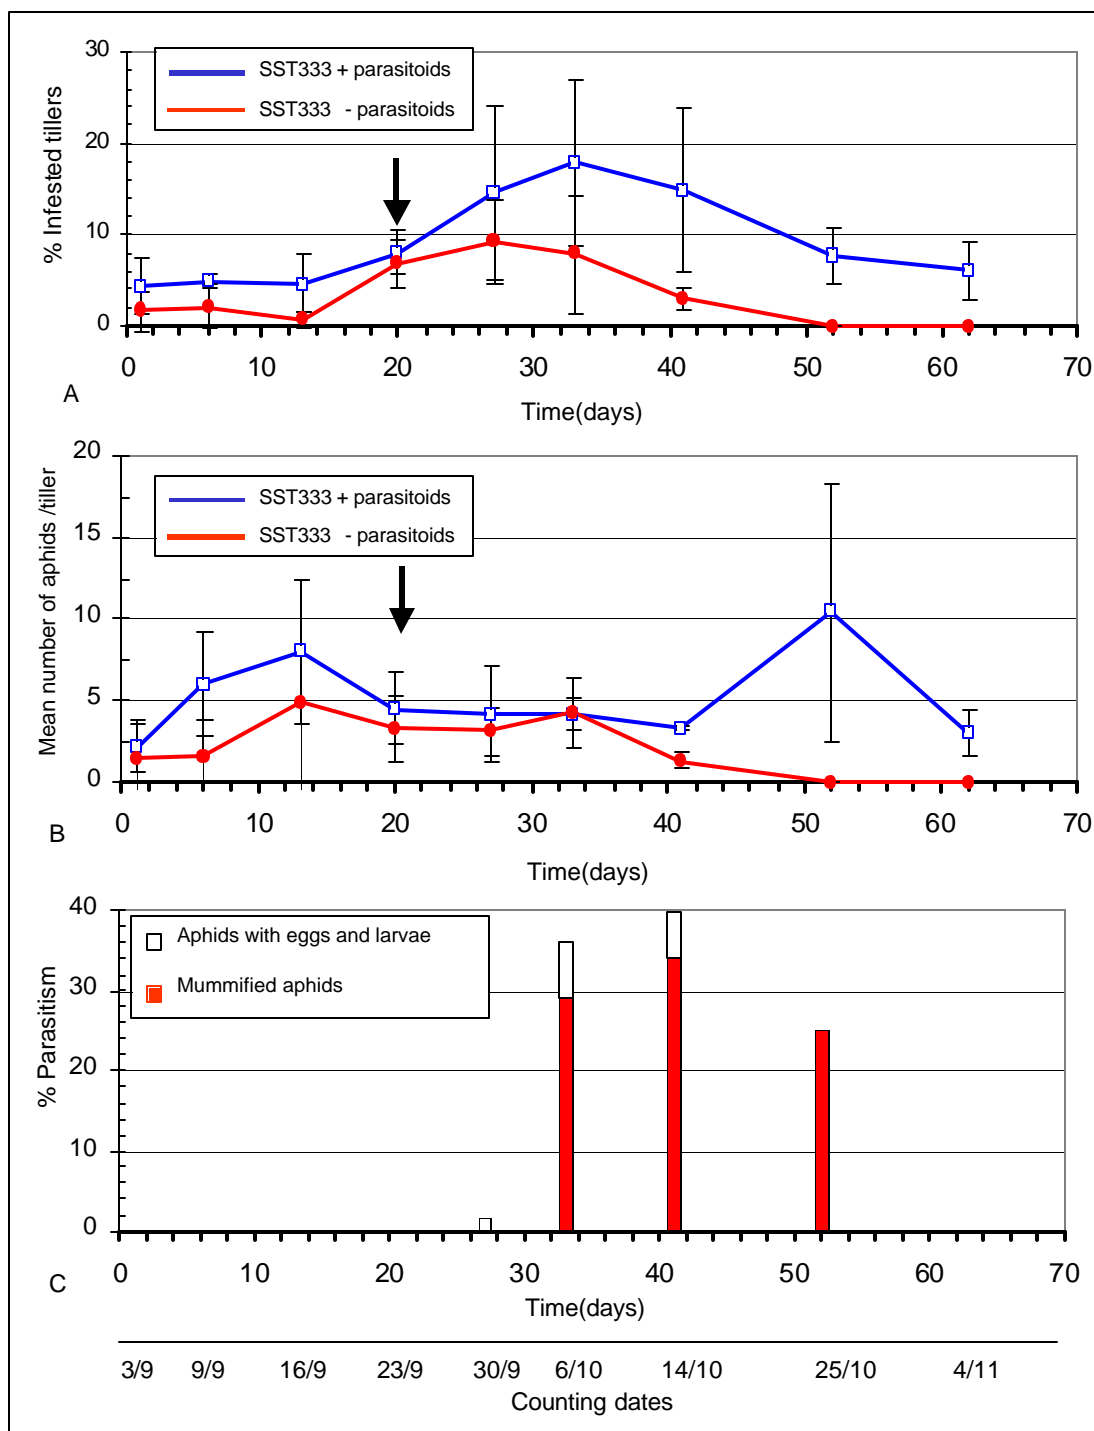 30
SST333 + parasitoids
SST333 - parasitoids
20
10
0
% Infested tillers
0 10 20 30 40 50 60 70
A
Time(days)
20
SST333 + parasitoids
SST333 - parasitoids
15
10
5
0
Mean number of aphids /tiller
0 10 20 30 40 50 60 70
B
Time(days)
40
Aphids with eggs and larvae
Mummified aphids
30
20
10
0
% Parasitism
0 10 20 30 40 50 60 70
C
Time(days)
3/9 9/9 16/9 23/9 30/9 6/10 14/10 25/10 4/11
Counting dates